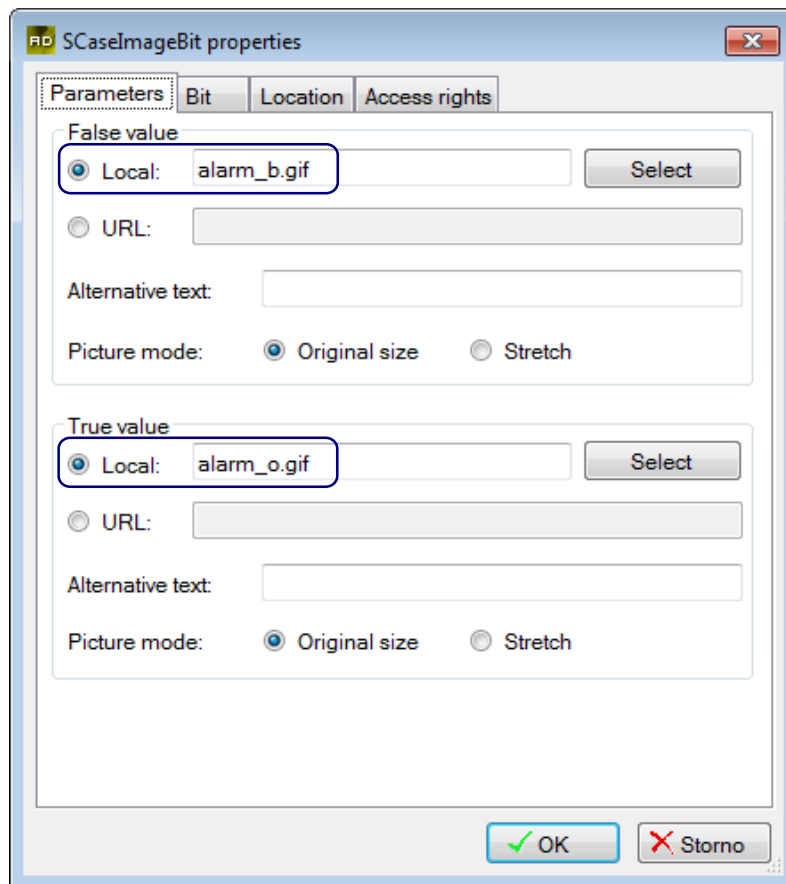 AD SCaseImageBit properties
Parameters Bit Location Access rights
False value
Local: alarm_b.gif Select
URL:
Alternative text:
Picture mode: Original size Stretch
True value
Local: alarm_o.gif Select
URL:
Alternative text:
Picture mode: Original size Stretch
OK Storno